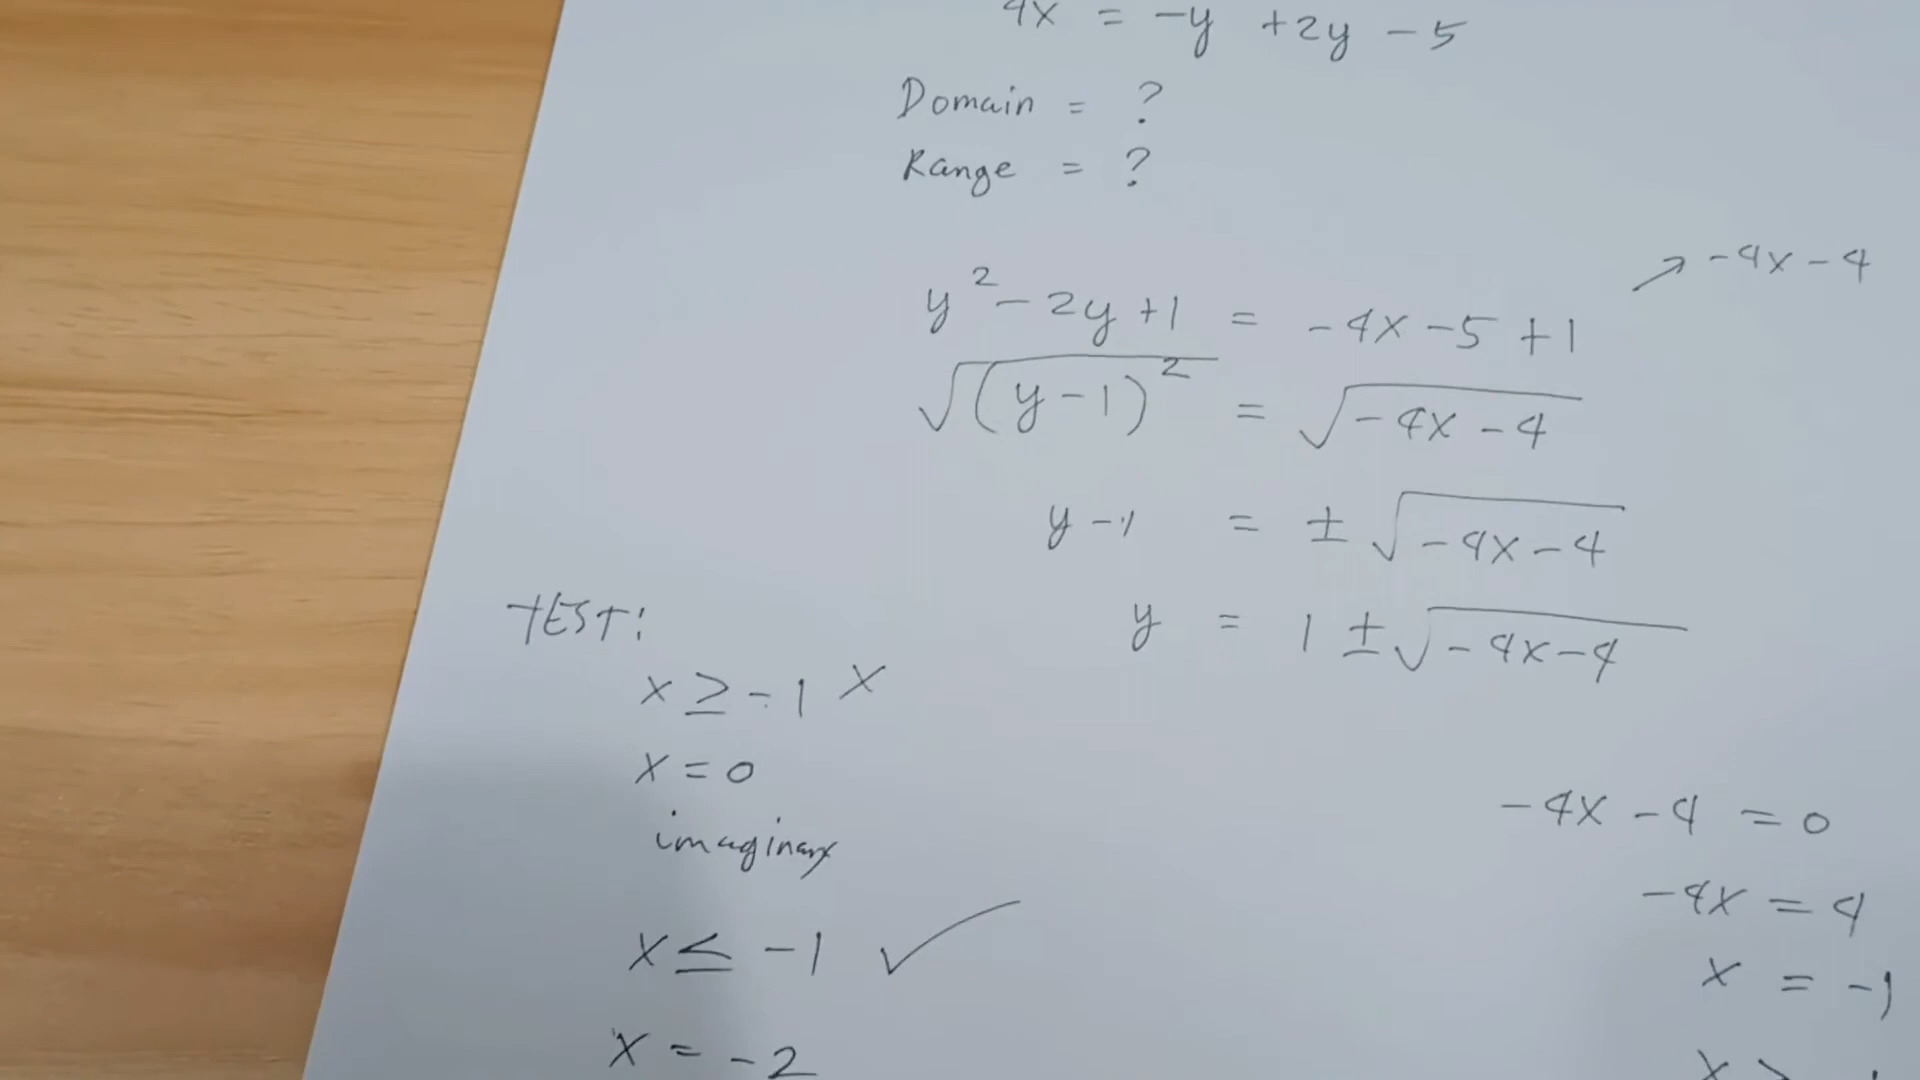 4x = -y +2y - 5
Domain = ?
Range = ?
→ -4x - 4
y² - 2y + 1 = -4x - 5 + 1
√(y-1)² = √-4x - 4
y - 1 = ± √-4x - 4
y = 1 ± √-4x - 4
TEST:
x ≥ -1 X
x = 0
imaginary
x ≤ -1 ✓
x = -2
-4x - 4 = 0
-4x = 4
x = -1